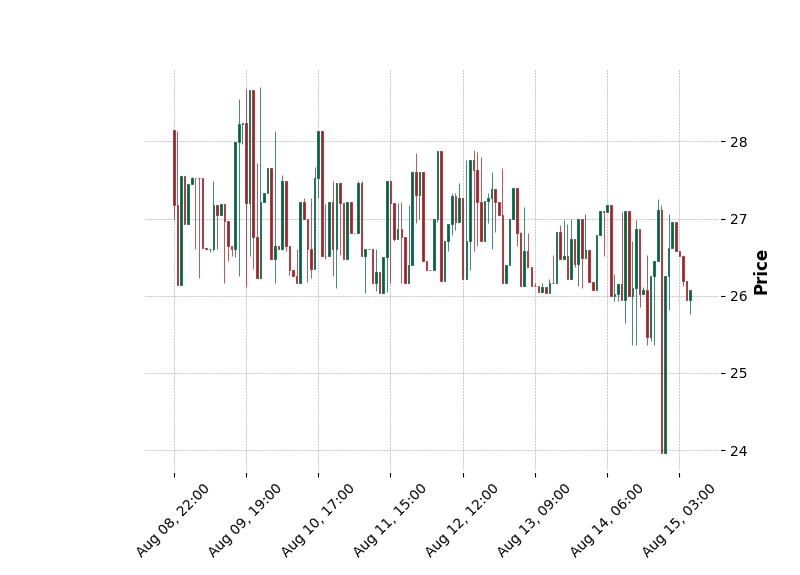 28
27
26
25
24
Price
Aug 08, 22:00
Aug 09, 19:00
Aug 10, 17:00
Aug 11, 15:00
Aug 12, 12:00
Aug 13, 09:00
Aug 14, 06:00
Aug 15, 03:00